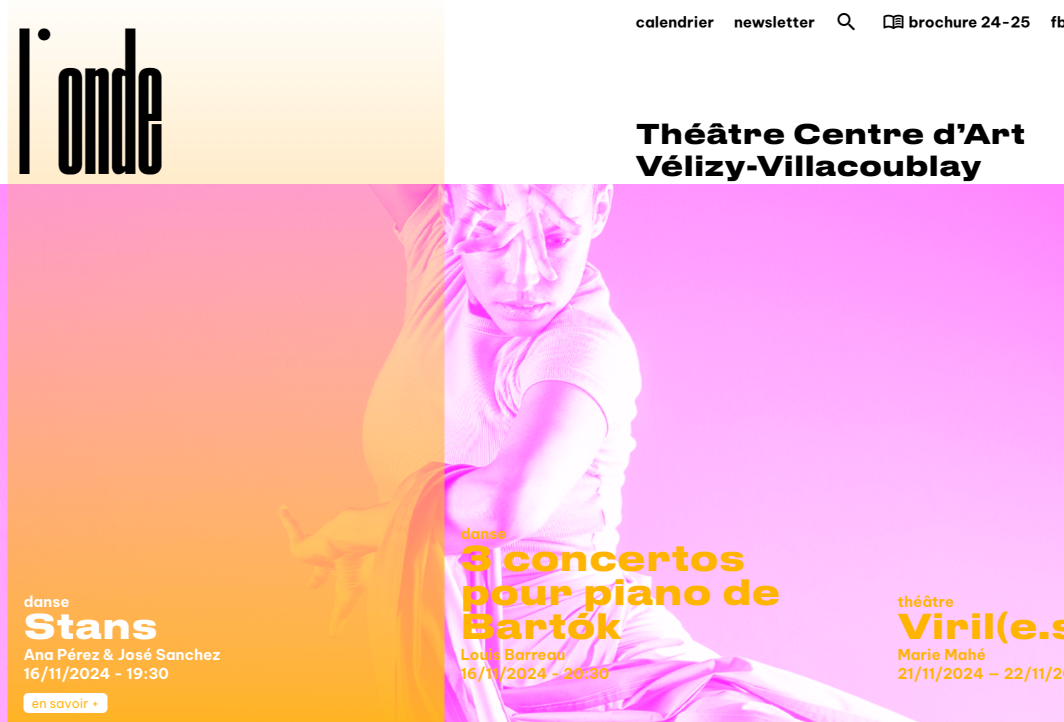 l'onde
calendrier newsletter brochure 24-25
Théâtre Centre d’Art
Vélizy-Villacoublay
danse
Stans
Ana Pérez & José Sanchez
16/11/2024 - 19:30
en savoir +
danse
3 concertos
pour piano de
Bartók
Louis Barreau
16/11/2024 - 20:30
théâtre
Viril(e.s
Marie Mahé
21/11/2024 – 22/11/20